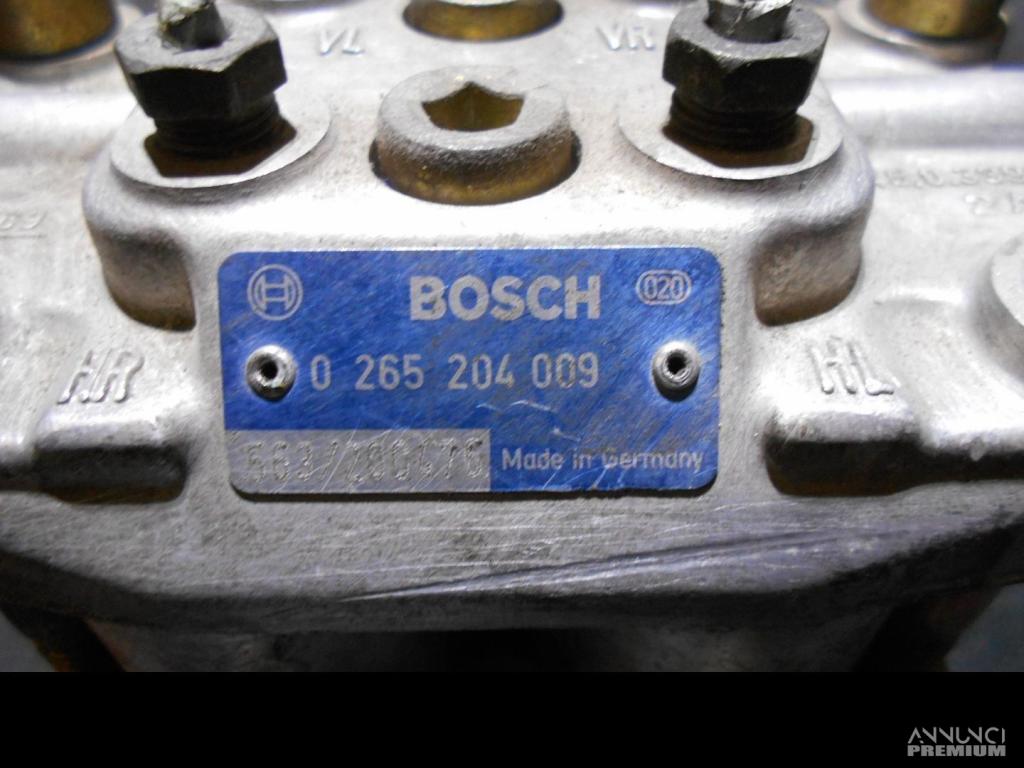 VL VR
BOSCH 020
0 265 204 009
Made in Germany
HR HL
ANNUNCI
PREMIUM